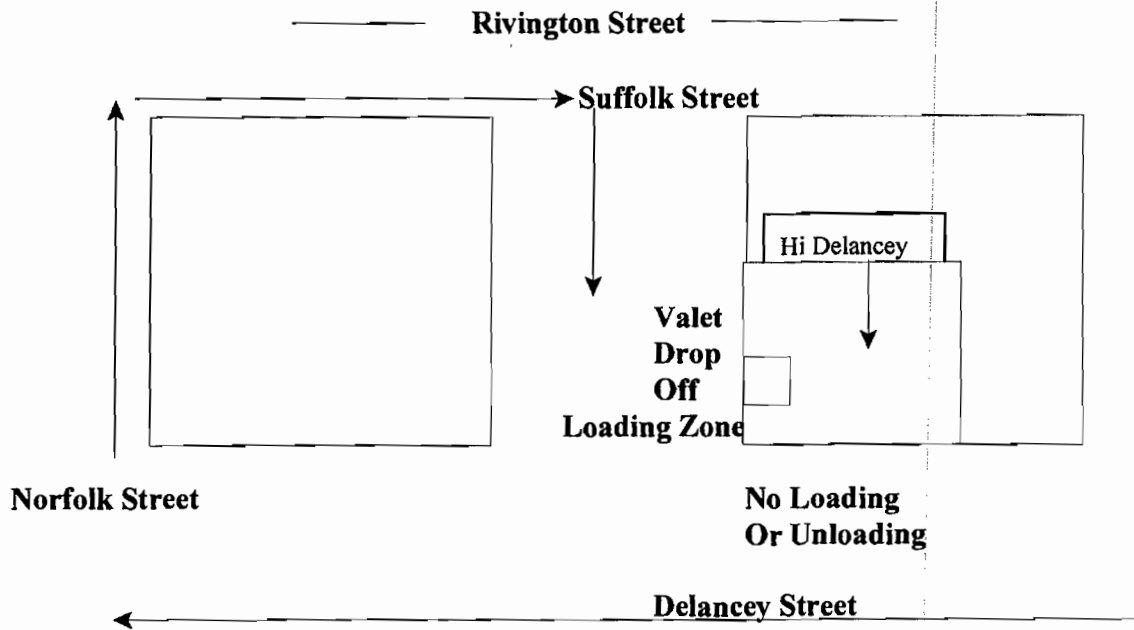 Rivington Street
Suffolk Street
Hi Delancey
Valet
Drop
Off
Loading Zone
Norfolk Street
No Loading
Or Unloading
Delancey Street